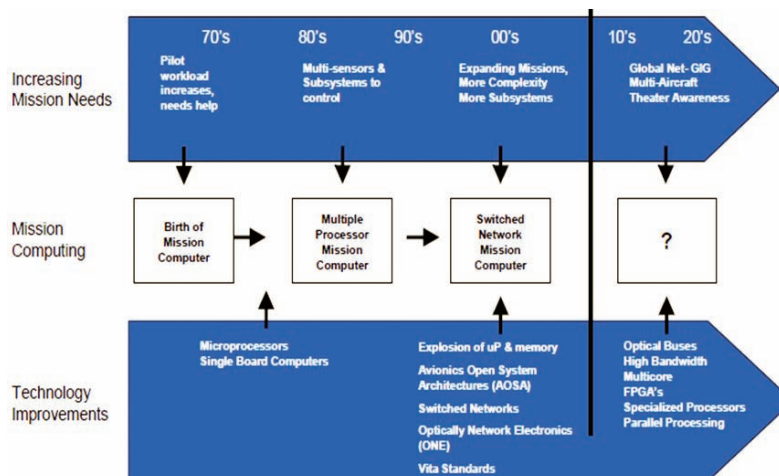 70's 80's 90's 00's 10's 20's
Increasing
Mission Needs
Pilot
workload
increases,
needs help
Multi-sensors &
Subsystems to
control
Expanding Missions,
More Complexity
More Subsystems
Global Net- GIG
Multi-Aircraft
Theater Awareness
Mission
Computing
Birth of
Mission
Computer
Multiple
Processor
Mission
Computer
Switched
Network
Mission
Computer
?
Technology
Improvements
Microprocessors
Single Board Computers
Explosion of uP & memory
Avionics Open System
Architectures (AOSA)
Switched Networks
Optically Network Electronics
(ONE)
Vita Standards
Optical Buses
High Bandwidth
Multicore
FPGA's
Specialized Processors
Parallel Processing